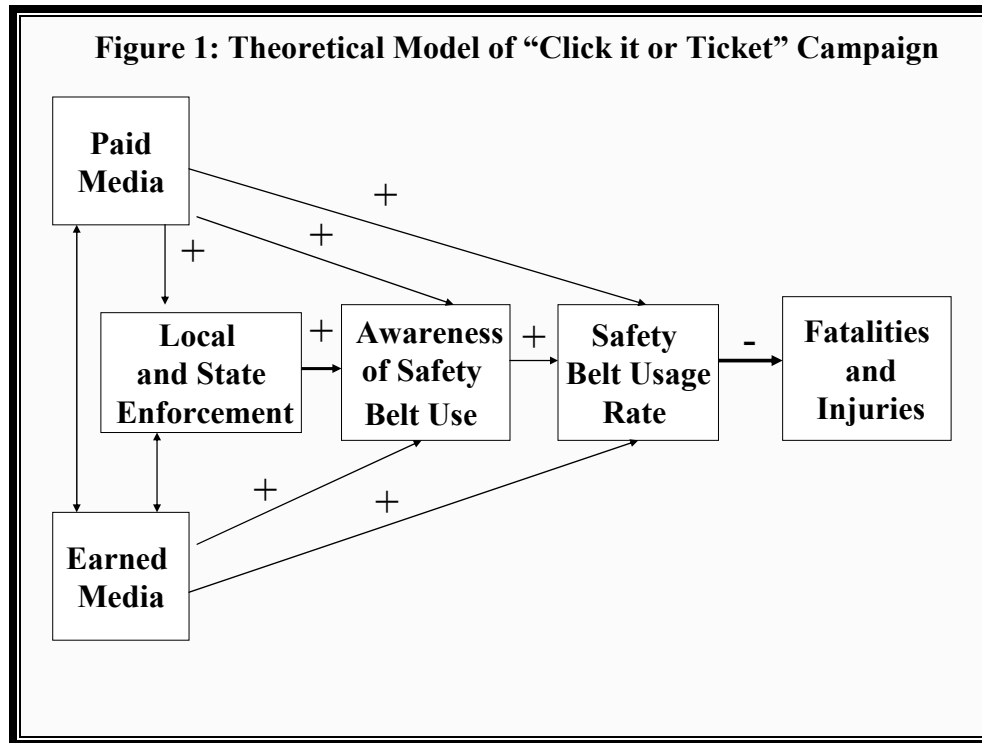 Figure 1: Theoretical Model of “Click it or Ticket” Campaign
Paid
Media
+
+
+
Local
and State
Enforcement
+
Awareness
of Safety
Belt Use
+
Safety
Belt Usage
Rate
-
Fatalities
and
Injuries
+
+
Earned
Media